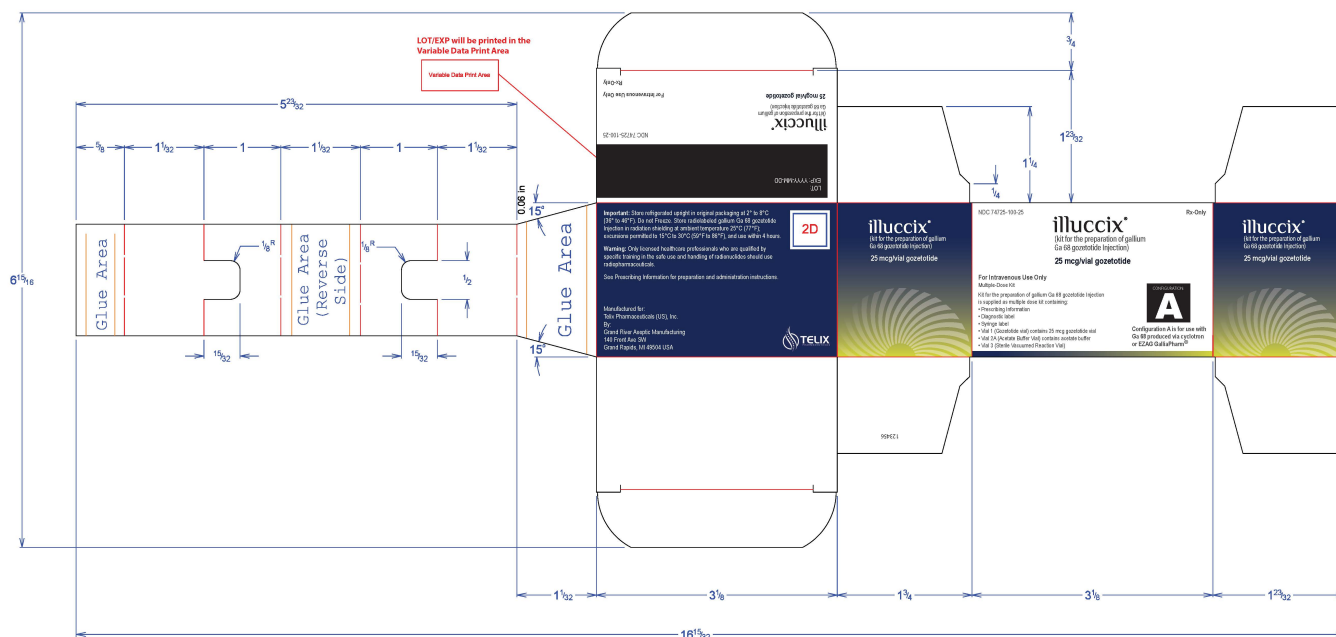 LOT/EXP will be printed in the
Variable Data Print Area
Variable Data Print Area
5 23/32
5/8
1 1/32
1
1 1/32
1
1 1/32
0.06 in
15°
1/8 R
1/8 R
1/2
Glue Area
Glue Area
(Reverse
Side)
Glue Area
15/32
15/32
15°
6 15/16
Rx-Only
For Intravenous Use Only
25 mcg/vial gozetotide
(kit for the preparation of gallium
Ga 68 gozetotide injection)
illuccix®
NDC 74725-100-25
LOT:
EXP: YYYY-MM-DD
3/4
1 23/32
1 1/4
1/4
Important: Store refrigerated upright in original packaging at 2° to 8°C
(36° to 46°F). Do not Freeze. Store radiolabeled gallium Ga 68 gozetotide
Injection in radiation shielding at ambient temperature 25°C (77°F);
excursions permitted to 15°C to 30°C (59°F to 86°F), and use within 4 hours.
Warning: Only licensed healthcare professionals who are qualified by
specific training in the safe use and handling of radionuclides should use
radiopharmaceuticals.
See Prescribing Information for preparation and administration instructions.
Manufactured for:
Telix Pharmaceuticals (US), Inc.
By:
Grand River Aseptic Manufacturing
140 Front Ave SW
Grand Rapids, MI 49504 USA
2D
TELIX
illuccix®
(kit for the preparation of gallium
Ga 68 gozetotide Injection)
25 mcg/vial gozetotide
NDC 74725-100-25
Rx-Only
illuccix®
(kit for the preparation of gallium
Ga 68 gozetotide Injection)
25 mcg/vial gozetotide
For Intravenous Use Only
Multiple-Dose Kit
Kit for the preparation of gallium Ga 68 gozetotide Injection
is supplied as multiple dose kit containing:
• Prescribing Information
• Diagnostic label
• Syringe label
• Vial 1 (Gozetotide vial) contains 25 mcg gozetotide vial
• Vial 2A (Acetate Buffer Vial) contains acetate buffer
• Vial 3 (Sterile Vacuumed Reaction Vial)
CONFIGURATION
A
Configuration A is for use with
Ga 68 produced via cyclotron
or EZAG GalliaPharm®
illuccix®
(kit for the preparation of gallium
Ga 68 gozetotide Injection)
25 mcg/vial gozetotide
123456
1 1/32
3 1/8
1 3/4
3 1/8
1 23/32
16 15/32